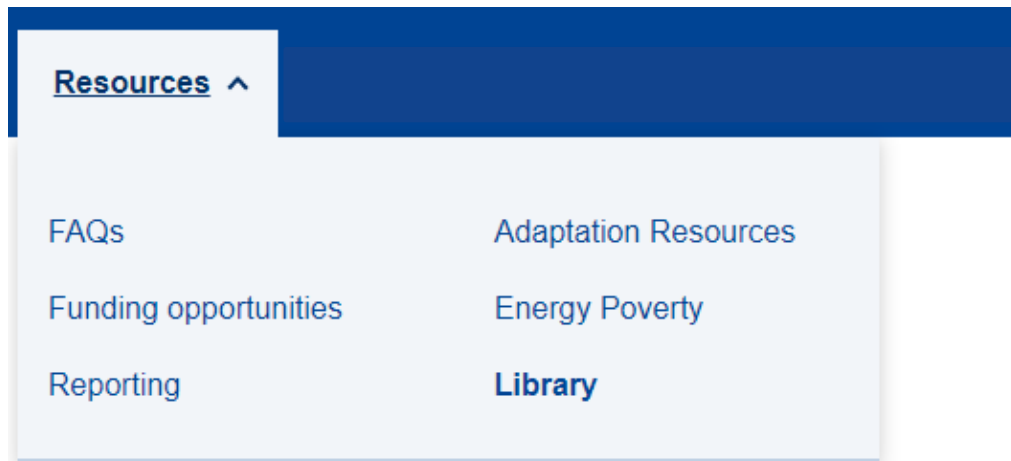 Resources
FAQs
Adaptation Resources
Funding opportunities
Energy Poverty
Reporting
Library